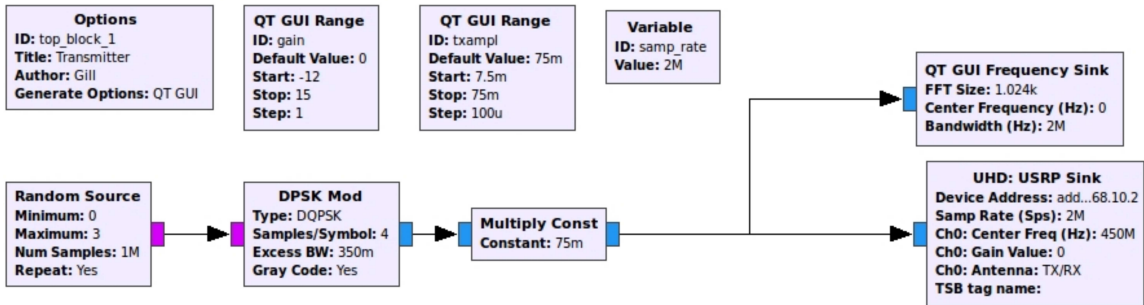 Options
ID: top_block_1
Title: Transmitter
Author: Gill
Generate Options: QT GUI
QT GUI Range
ID: gain
Default Value: 0
Start: -12
Stop: 15
Step: 1
QT GUI Range
ID: txampl
Default Value: 75m
Start: 7.5m
Stop: 75m
Step: 100u
Variable
ID: samp_rate
Value: 2M
QT GUI Frequency Sink
FFT Size: 1.024k
Center Frequency (Hz): 0
Bandwidth (Hz): 2M
Random Source
Minimum: 0
Maximum: 3
Num Samples: 1M
Repeat: Yes
DPSK Mod
Type: DQPSK
Samples/Symbol: 4
Excess BW: 350m
Gray Code: Yes
Multiply Const
Constant: 75m
UHD: USRP Sink
Device Address: add...68.10.2
Samp Rate (Sps): 2M
Ch0: Center Freq (Hz): 450M
Ch0: Gain Value: 0
Ch0: Antenna: TX/RX
TSB tag name: